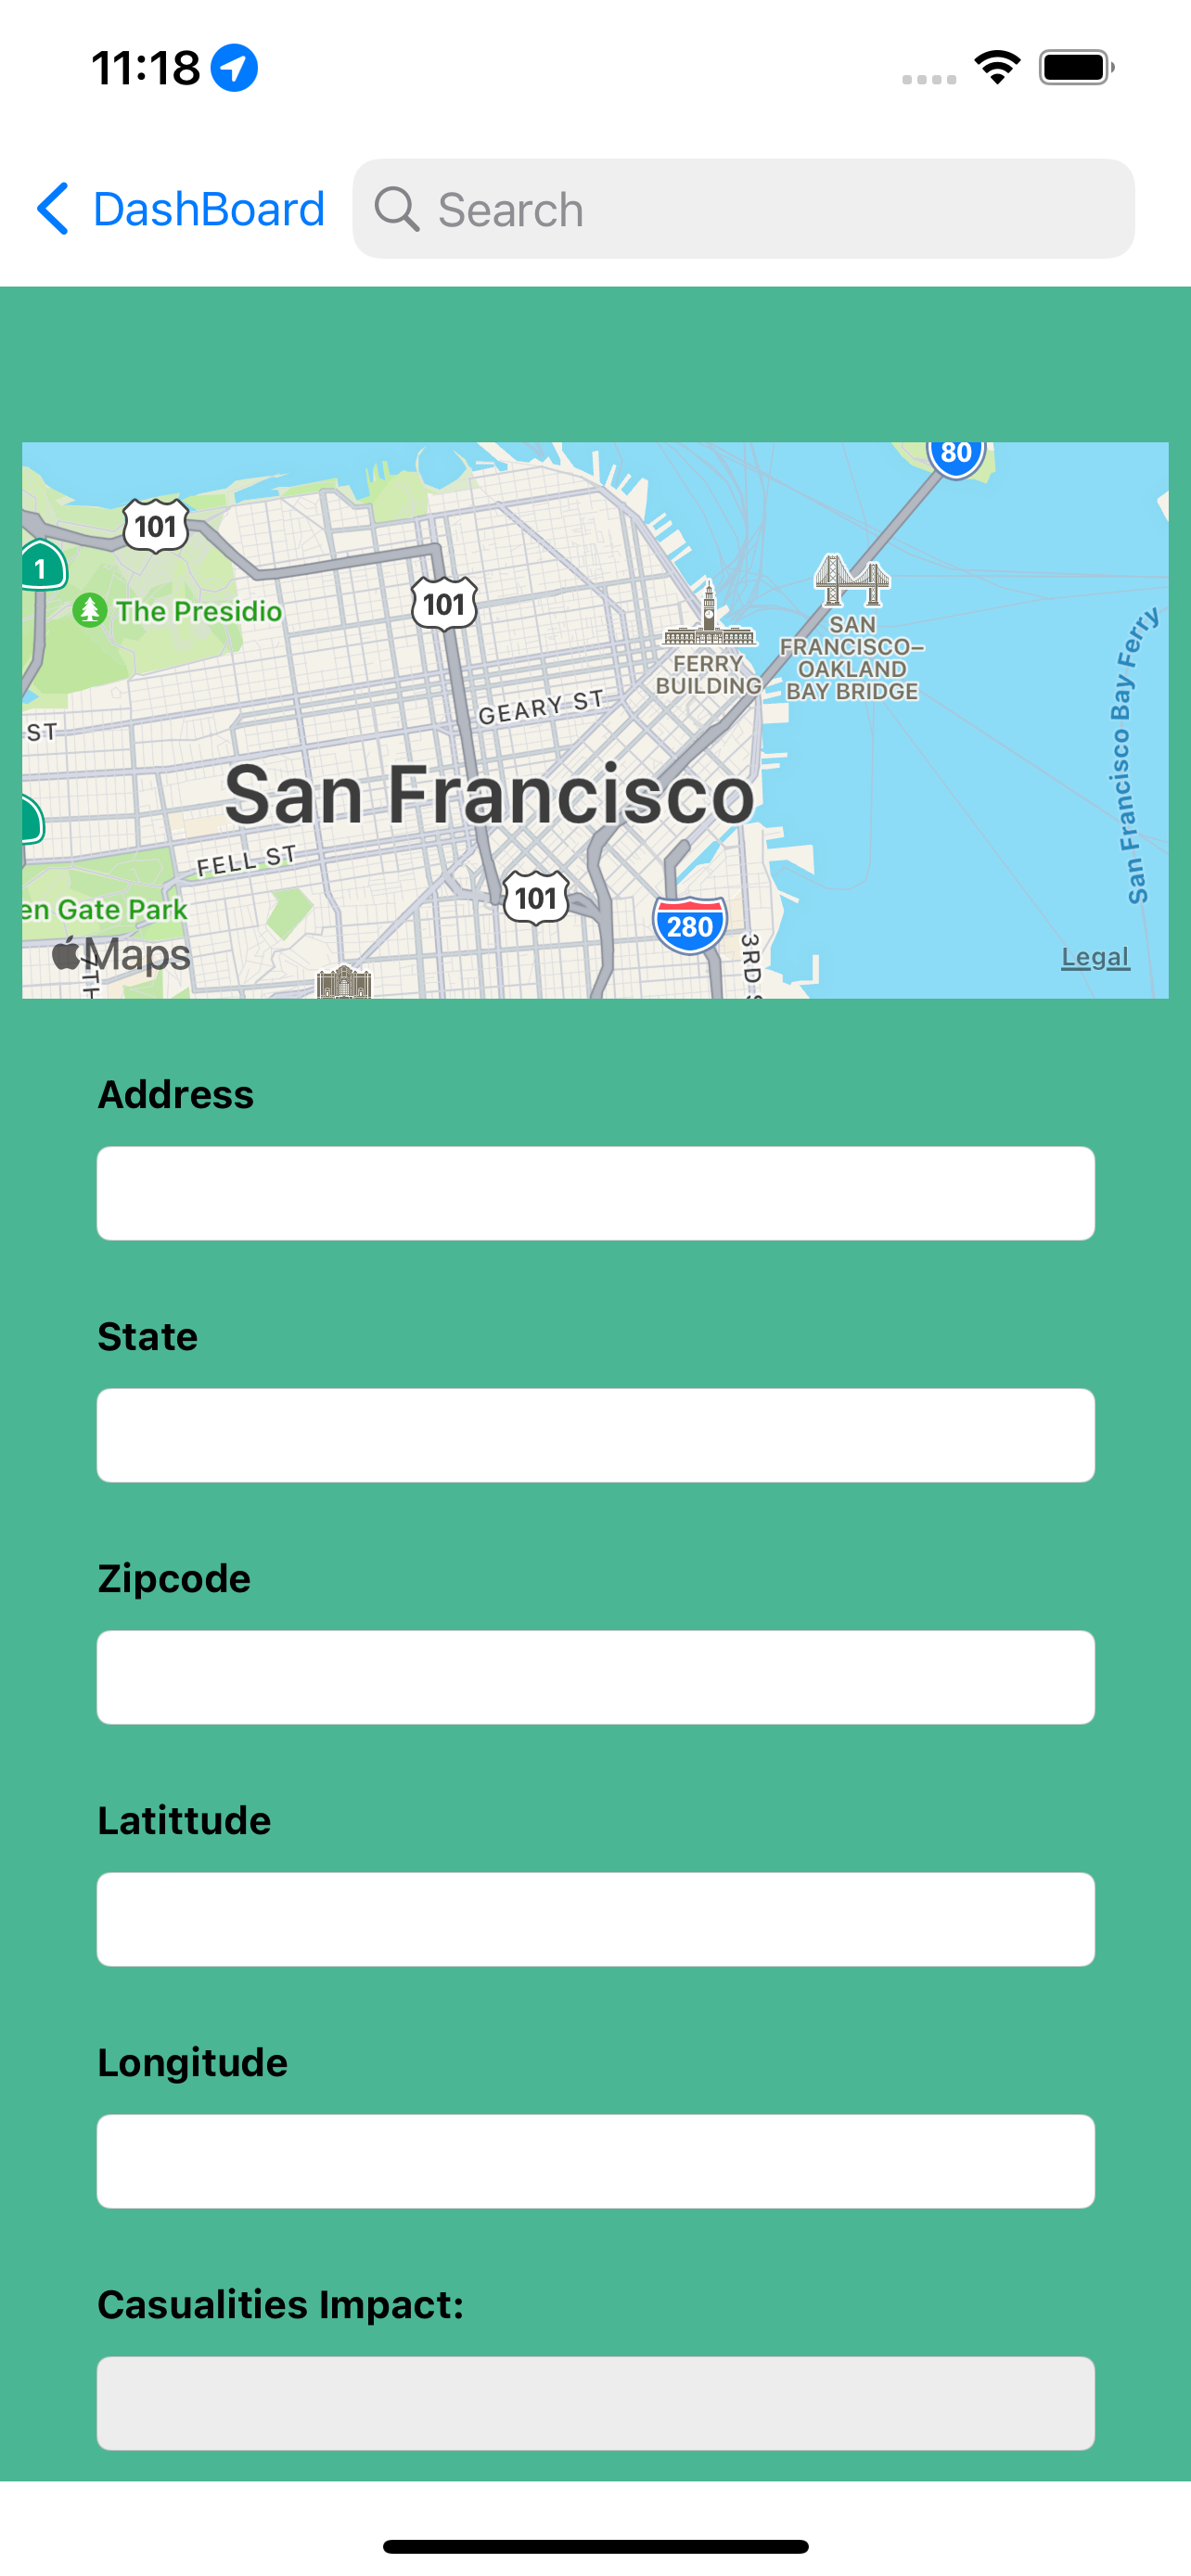 11:18
DashBoard
Search
80
101
1
101
The Presidio
SAN
FRANCISCO–
OAKLAND
BAY BRIDGE
FERRY
BUILDING
San Francisco Bay Ferry
GEARY ST
ST
San Francisco
FELL ST
101
280
en Gate Park
Maps
7TH
3RD S
Legal
Address
State
Zipcode
Latittude
Longitude
Casualities Impact: